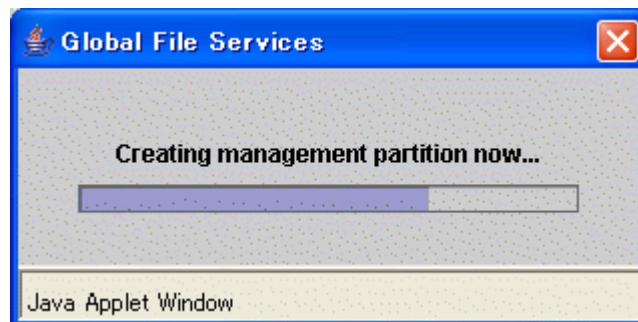 Global File Services
Creating management partition now...
Java Applet Window